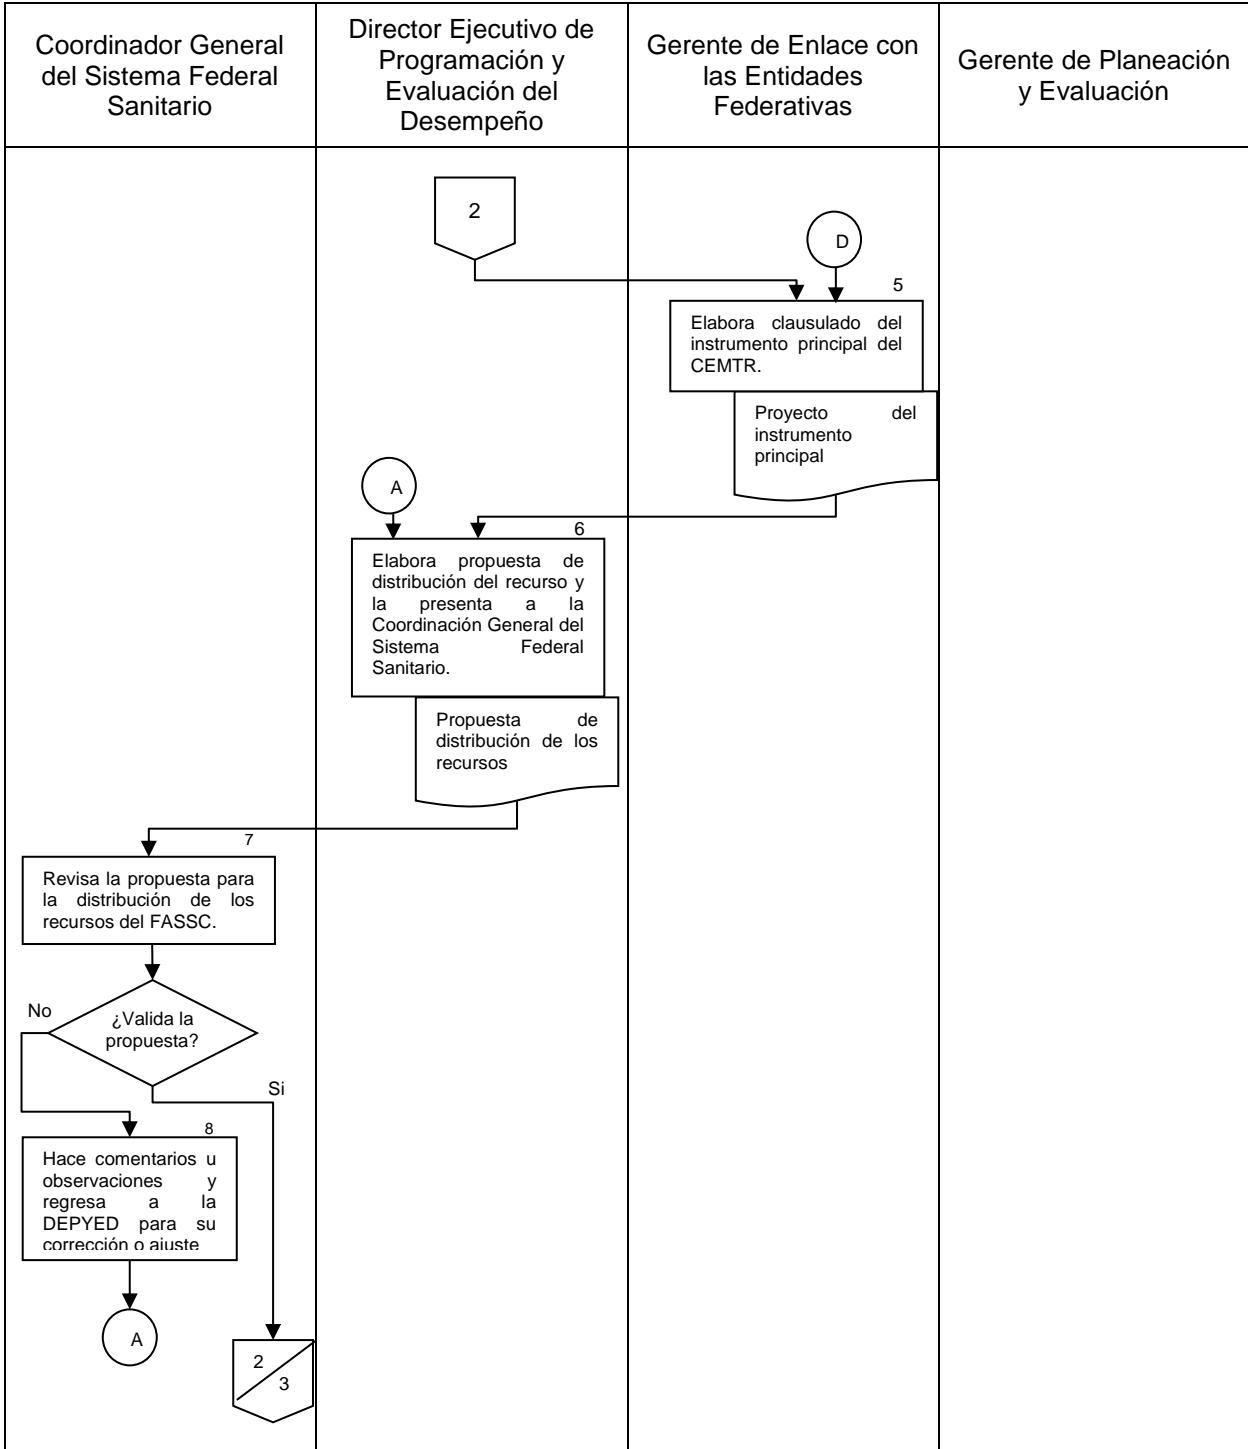 Coordinador General
del Sistema Federal
Sanitario
Director Ejecutivo de
Programación y
Evaluación del
Desempeño
Gerente de Enlace con
las Entidades
Federativas
Gerente de Planeación
y Evaluación
2
D
5
Elabora clausulado del
instrumento principal del
CEMTR.
Proyecto del
instrumento
principal
A
6
Elabora propuesta de
distribución del recurso y
la presenta a la
Coordinación General del
Sistema Federal
Sanitario.
Propuesta de
distribución de los
recursos
7
Revisa la propuesta para
la distribución de los
recursos del FASSC.
No
¿Valida la
propuesta?
Si
8
Hace comentarios u
observaciones y
regresa a la
DEPYED para su
corrección o ajuste
A
2
3